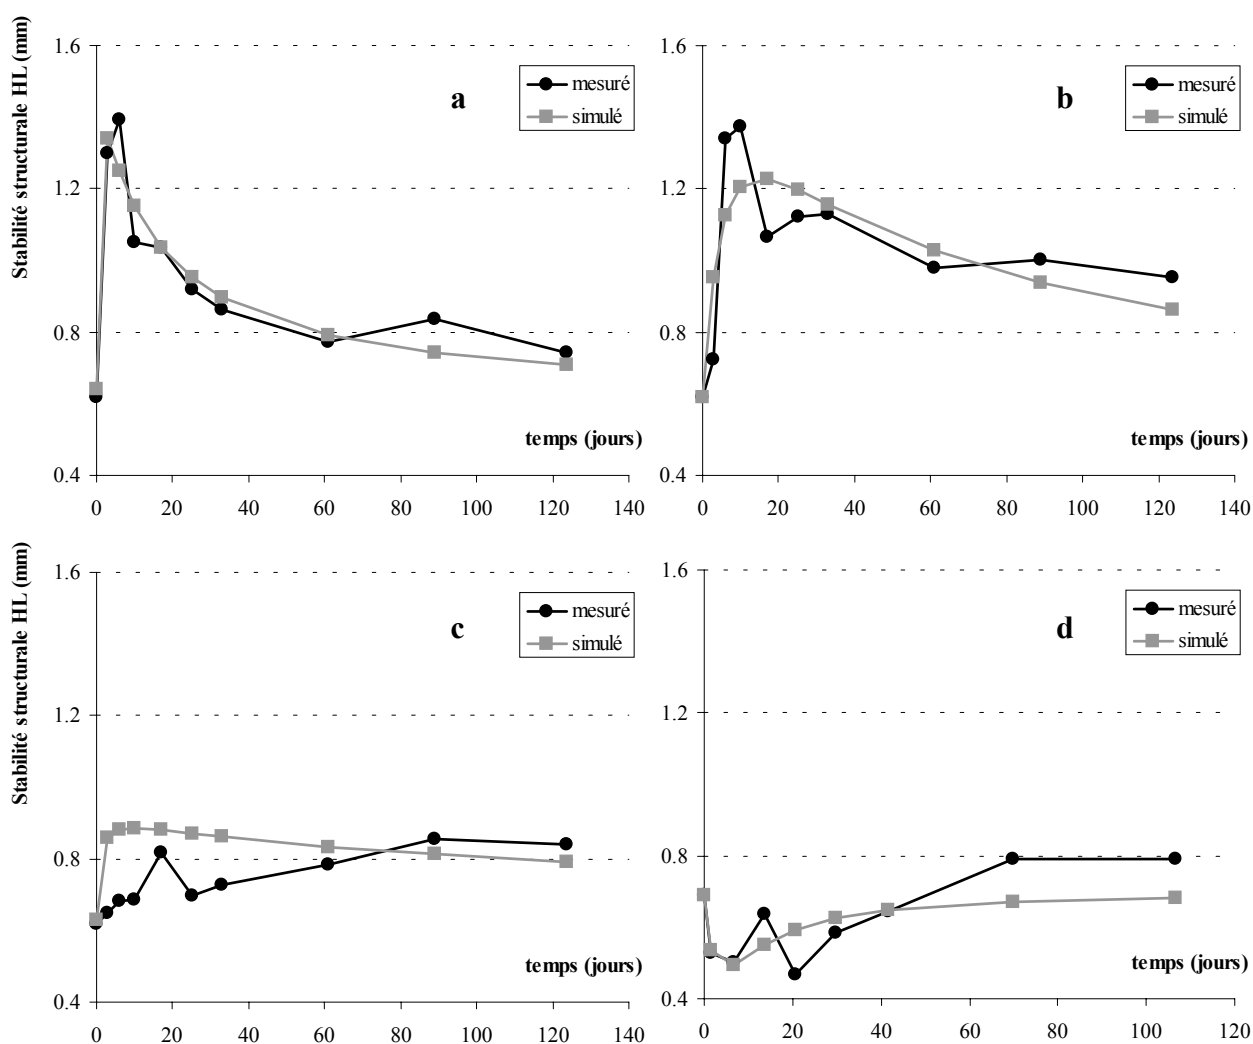 Stabilité structurale HL (mm)
1.6
1.2
0.8
0.4
a
mesuré
simulé
temps (jours)
0 20 40 60 80 100 120 140
1.6
1.2
0.8
0.4
b
mesuré
simulé
temps (jours)
0 20 40 60 80 100 120 140
Stabilité structurale HL (mm)
1.6
1.2
0.8
0.4
c
mesuré
simulé
temps (jours)
0 20 40 60 80 100 120 140
1.6
1.2
0.8
0.4
d
mesuré
simulé
temps (jours)
0 20 40 60 80 100 120